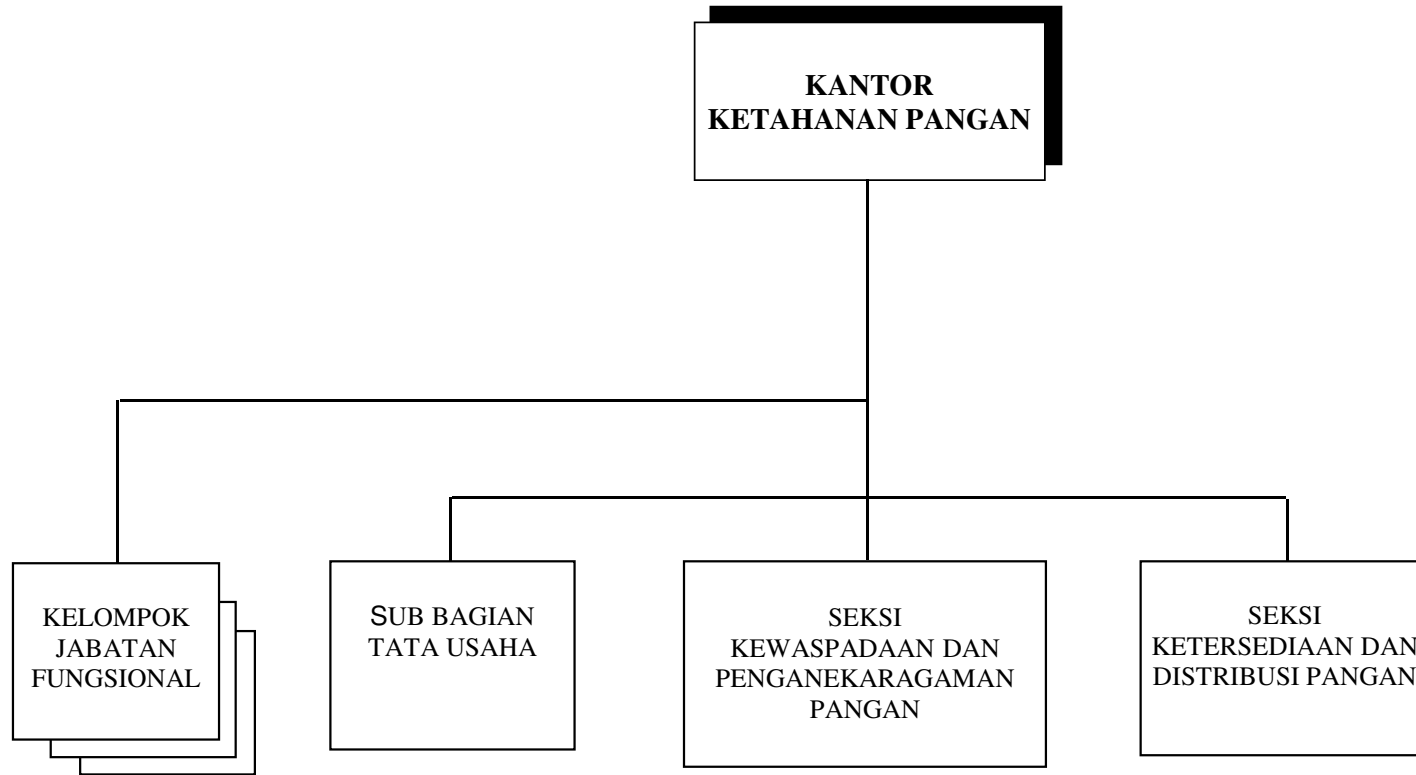 KANTOR
KETAHANAN PANGAN
KELOMPOK
JABATAN
FUNGSIONAL
SUB BAGIAN
TATA USAHA
SEKSI
KEWASPADAAN DAN
PENGANEKARAGAMAN
PANGAN
SEKSI
KETERSEDIAAN DAN
DISTRIBUSI PANGAN